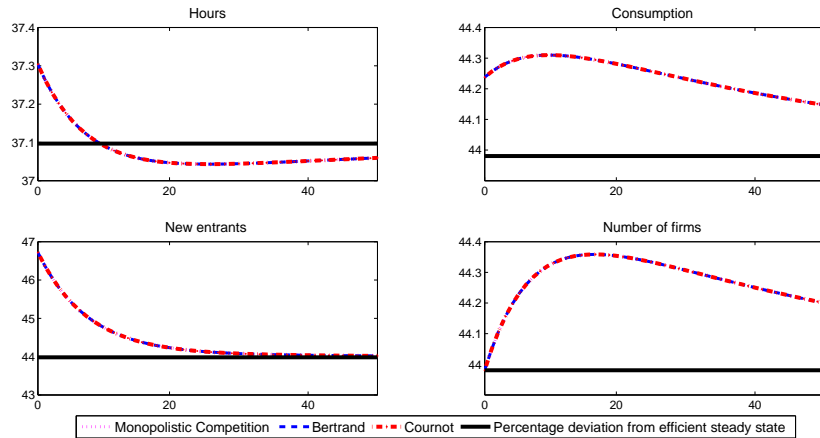 Hours
37.4
37.3
37.2
37.1
37
0 20 40
Consumption
44.4
44.3
44.2
44.1
44
0 20 40
New entrants
47
46
45
44
43
0 20 40
Number of firms
44.4
44.3
44.2
44.1
44
0 20 40
Monopolistic Competition Bertrand Cournot Percentage deviation from efficient steady state